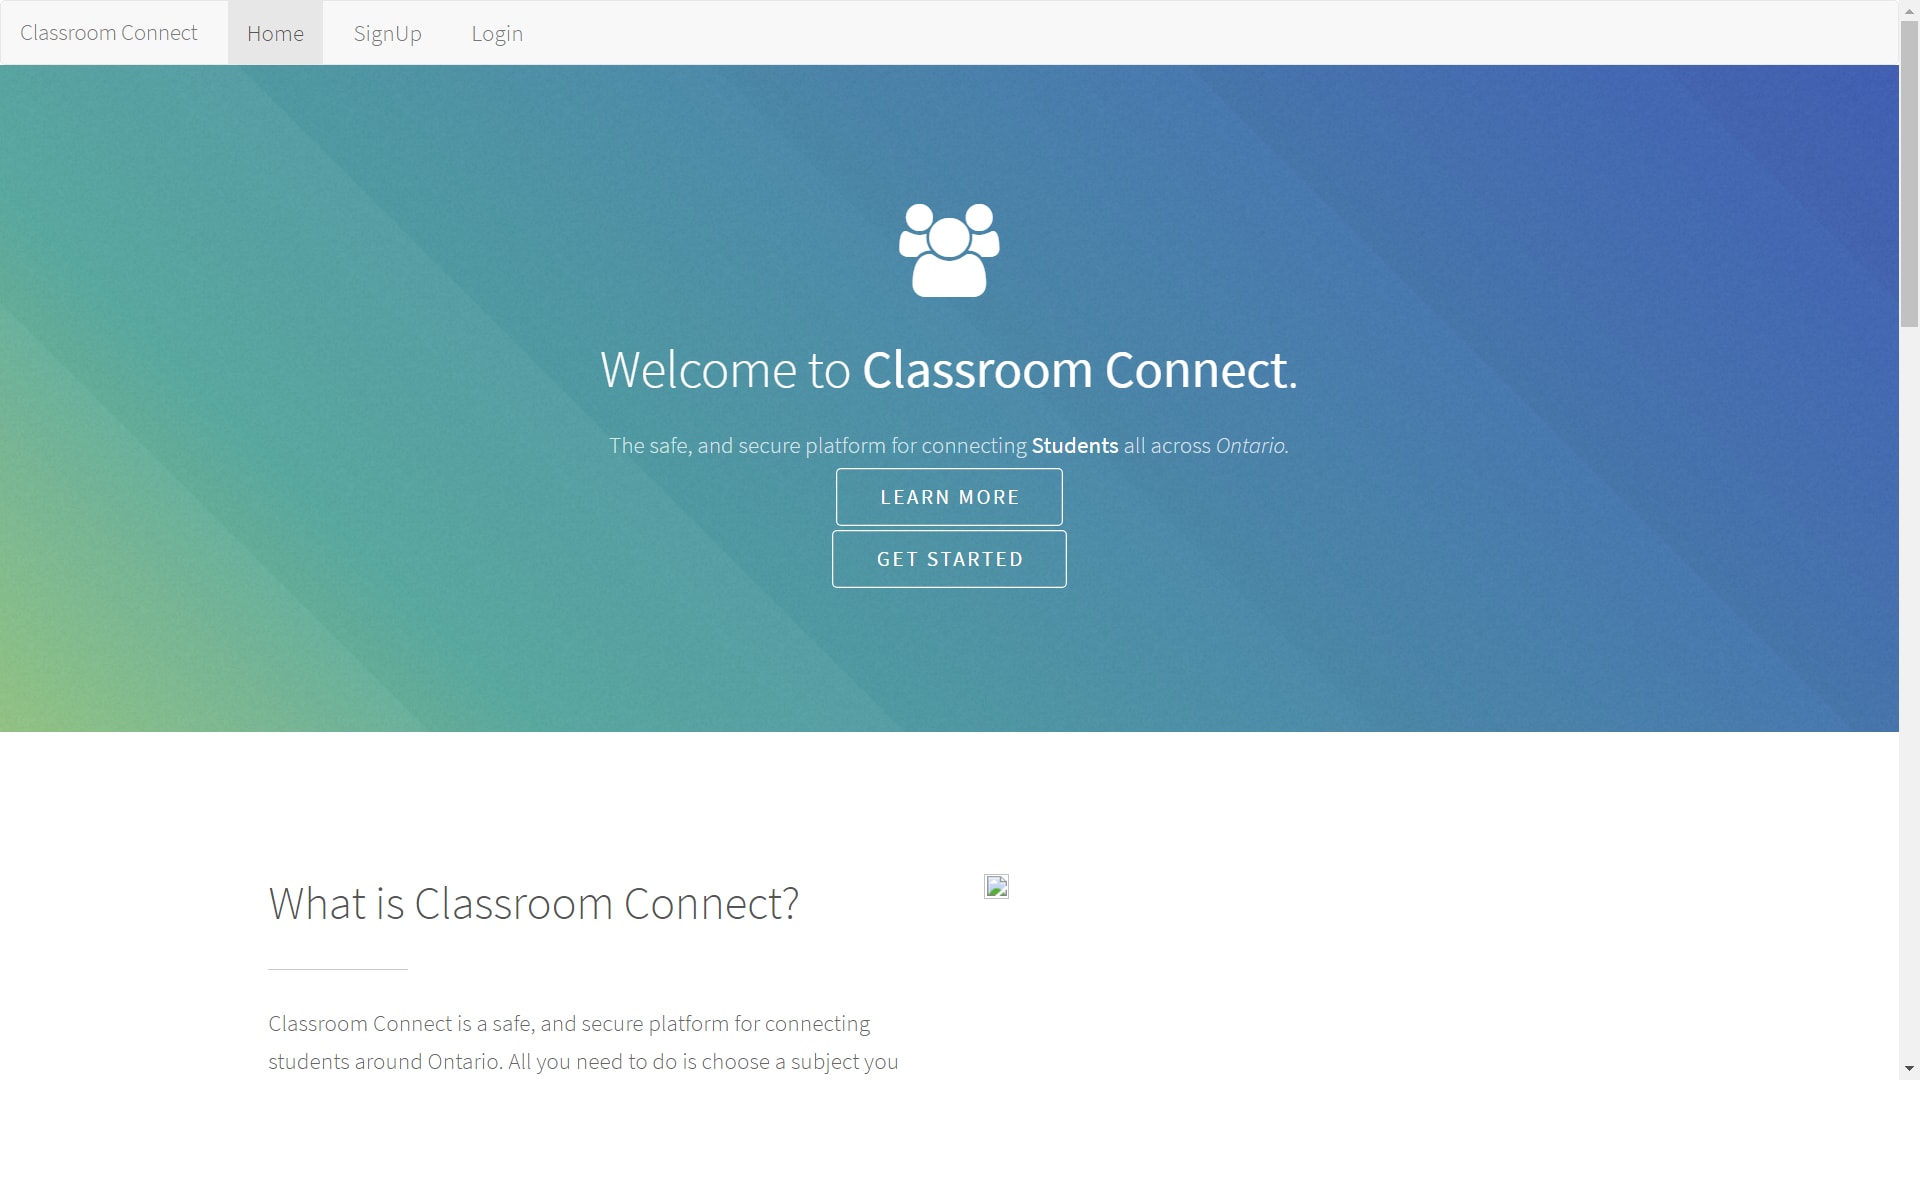 Classroom Connect Home SignUp Login
Welcome to Classroom Connect.
The safe, and secure platform for connecting Students all across Ontario.
LEARN MORE
GET STARTED
What is Classroom Connect?
Classroom Connect is a safe, and secure platform for connecting
students around Ontario. All you need to do is choose a subject you